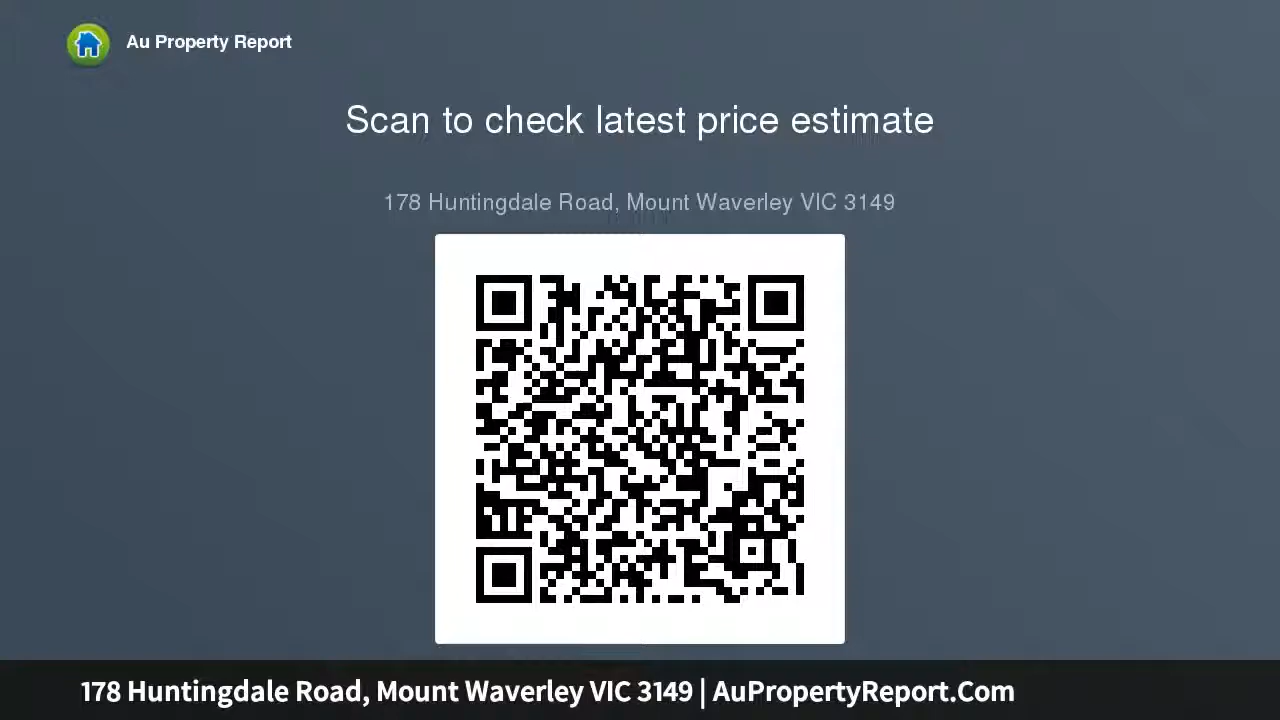 Au Property Report
Scan to check latest price estimate
178 Huntingdale Road, Mount Waverley VIC 3149
178 Huntingdale Road, Mount Waverley VIC 3149 | AuPropertyReport.Com